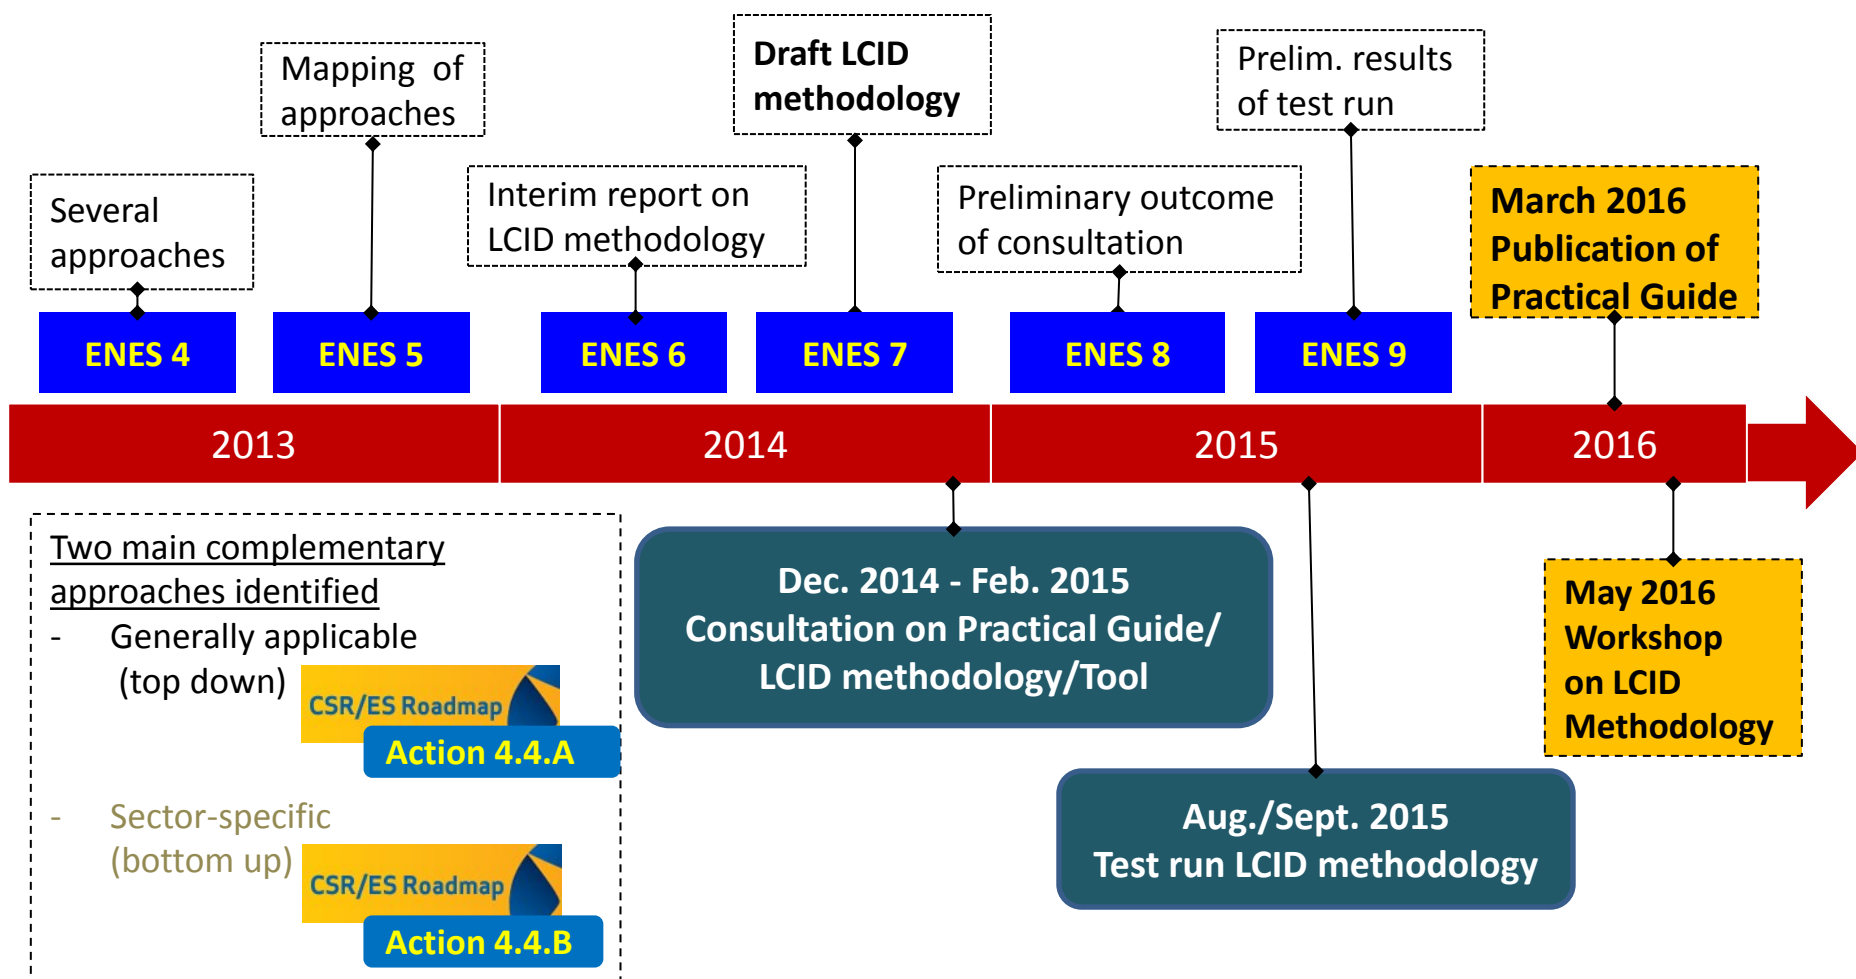 Several
approaches
Mapping of
approaches
Interim report on
LCID methodology
Draft LCID
methodology
Preliminary outcome
of consultation
Prelim. results
of test run
March 2016
Publication of
Practical Guide
ENES 4
ENES 5
ENES 6
ENES 7
ENES 8
ENES 9
2013
2014
2015
2016
Two main complementary
approaches identified
- Generally applicable
(top down)
CSR/ES Roadmap
Action 4.4.A
- Sector-specific
(bottom up)
CSR/ES Roadmap
Action 4.4.B
Dec. 2014 - Feb. 2015
Consultation on Practical Guide/
LCID methodology/Tool
Aug./Sept. 2015
Test run LCID methodology
May 2016
Workshop
on LCID
Methodology